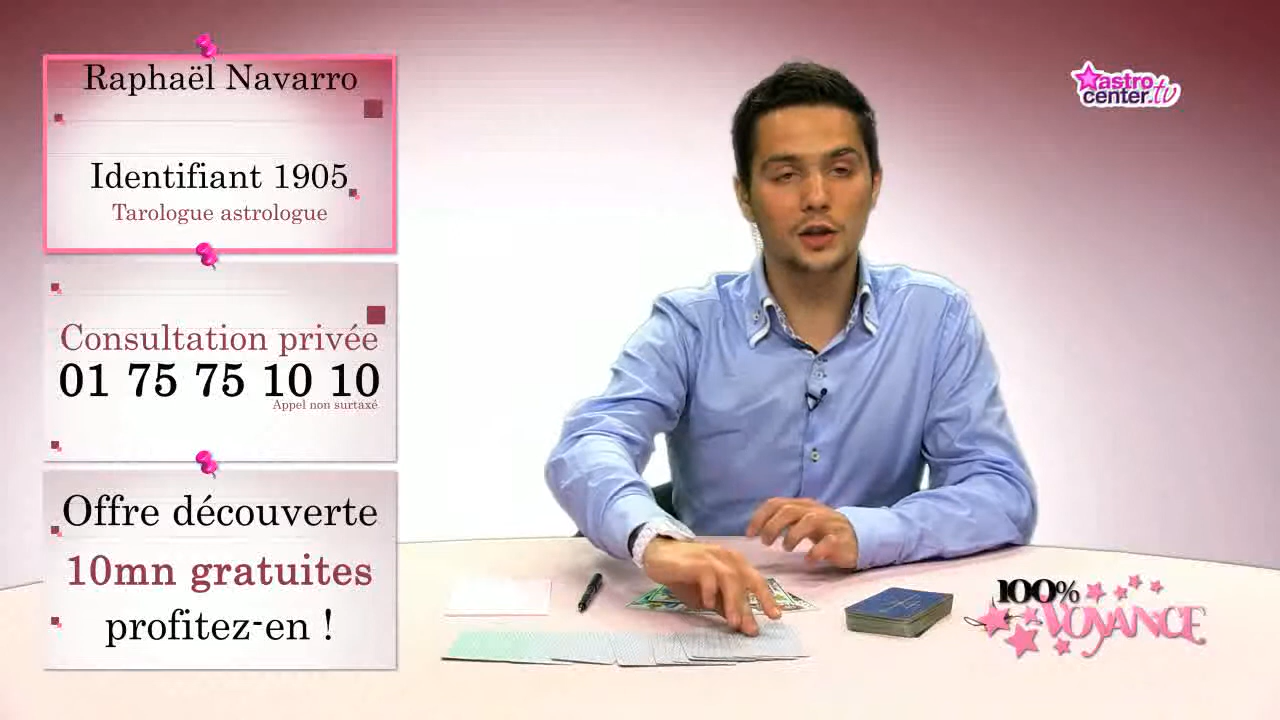 Raphaël Navarro
Identifiant 1905
Tarologue astrologue
Consultation privée
01 75 75 10 10
Appel non surtaxé
Offre découverte
10mn gratuites
profitez-en !
astro
center.tv
100%
VOYANCE